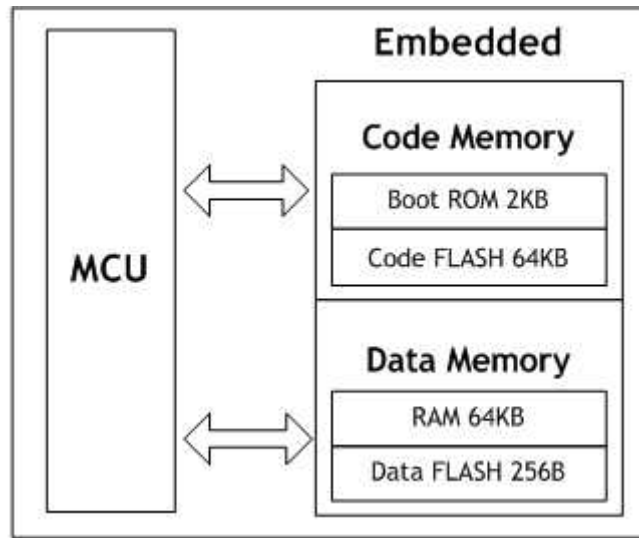 Embedded
MCU
Code Memory
Boot ROM 2KB
Code FLASH 64KB
Data Memory
RAM 64KB
Data FLASH 256B